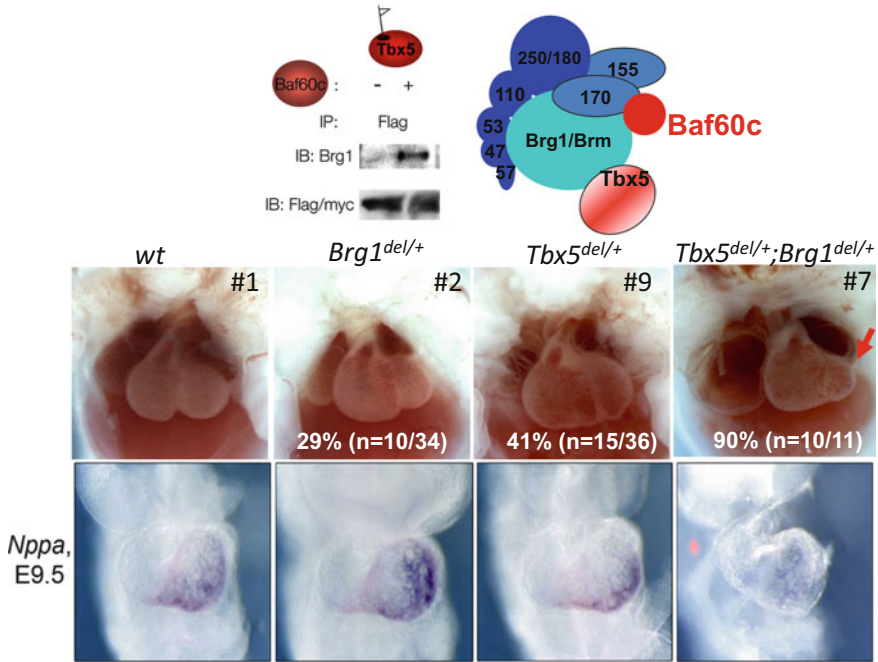 Tbx5
Baf60c : - +
IP: Flag
IB: Brg1
IB: Flag/myc
250/180
155
110
170
53
Baf60c
Brg1/Brm
47
57
Tbx5
wt Brg1del/+ Tbx5del/+ Tbx5del/+;Brg1del/+
#1 #2 #9 #7
29% (n=10/34) 41% (n=15/36) 90% (n=10/11)
Nppa,
E9.5